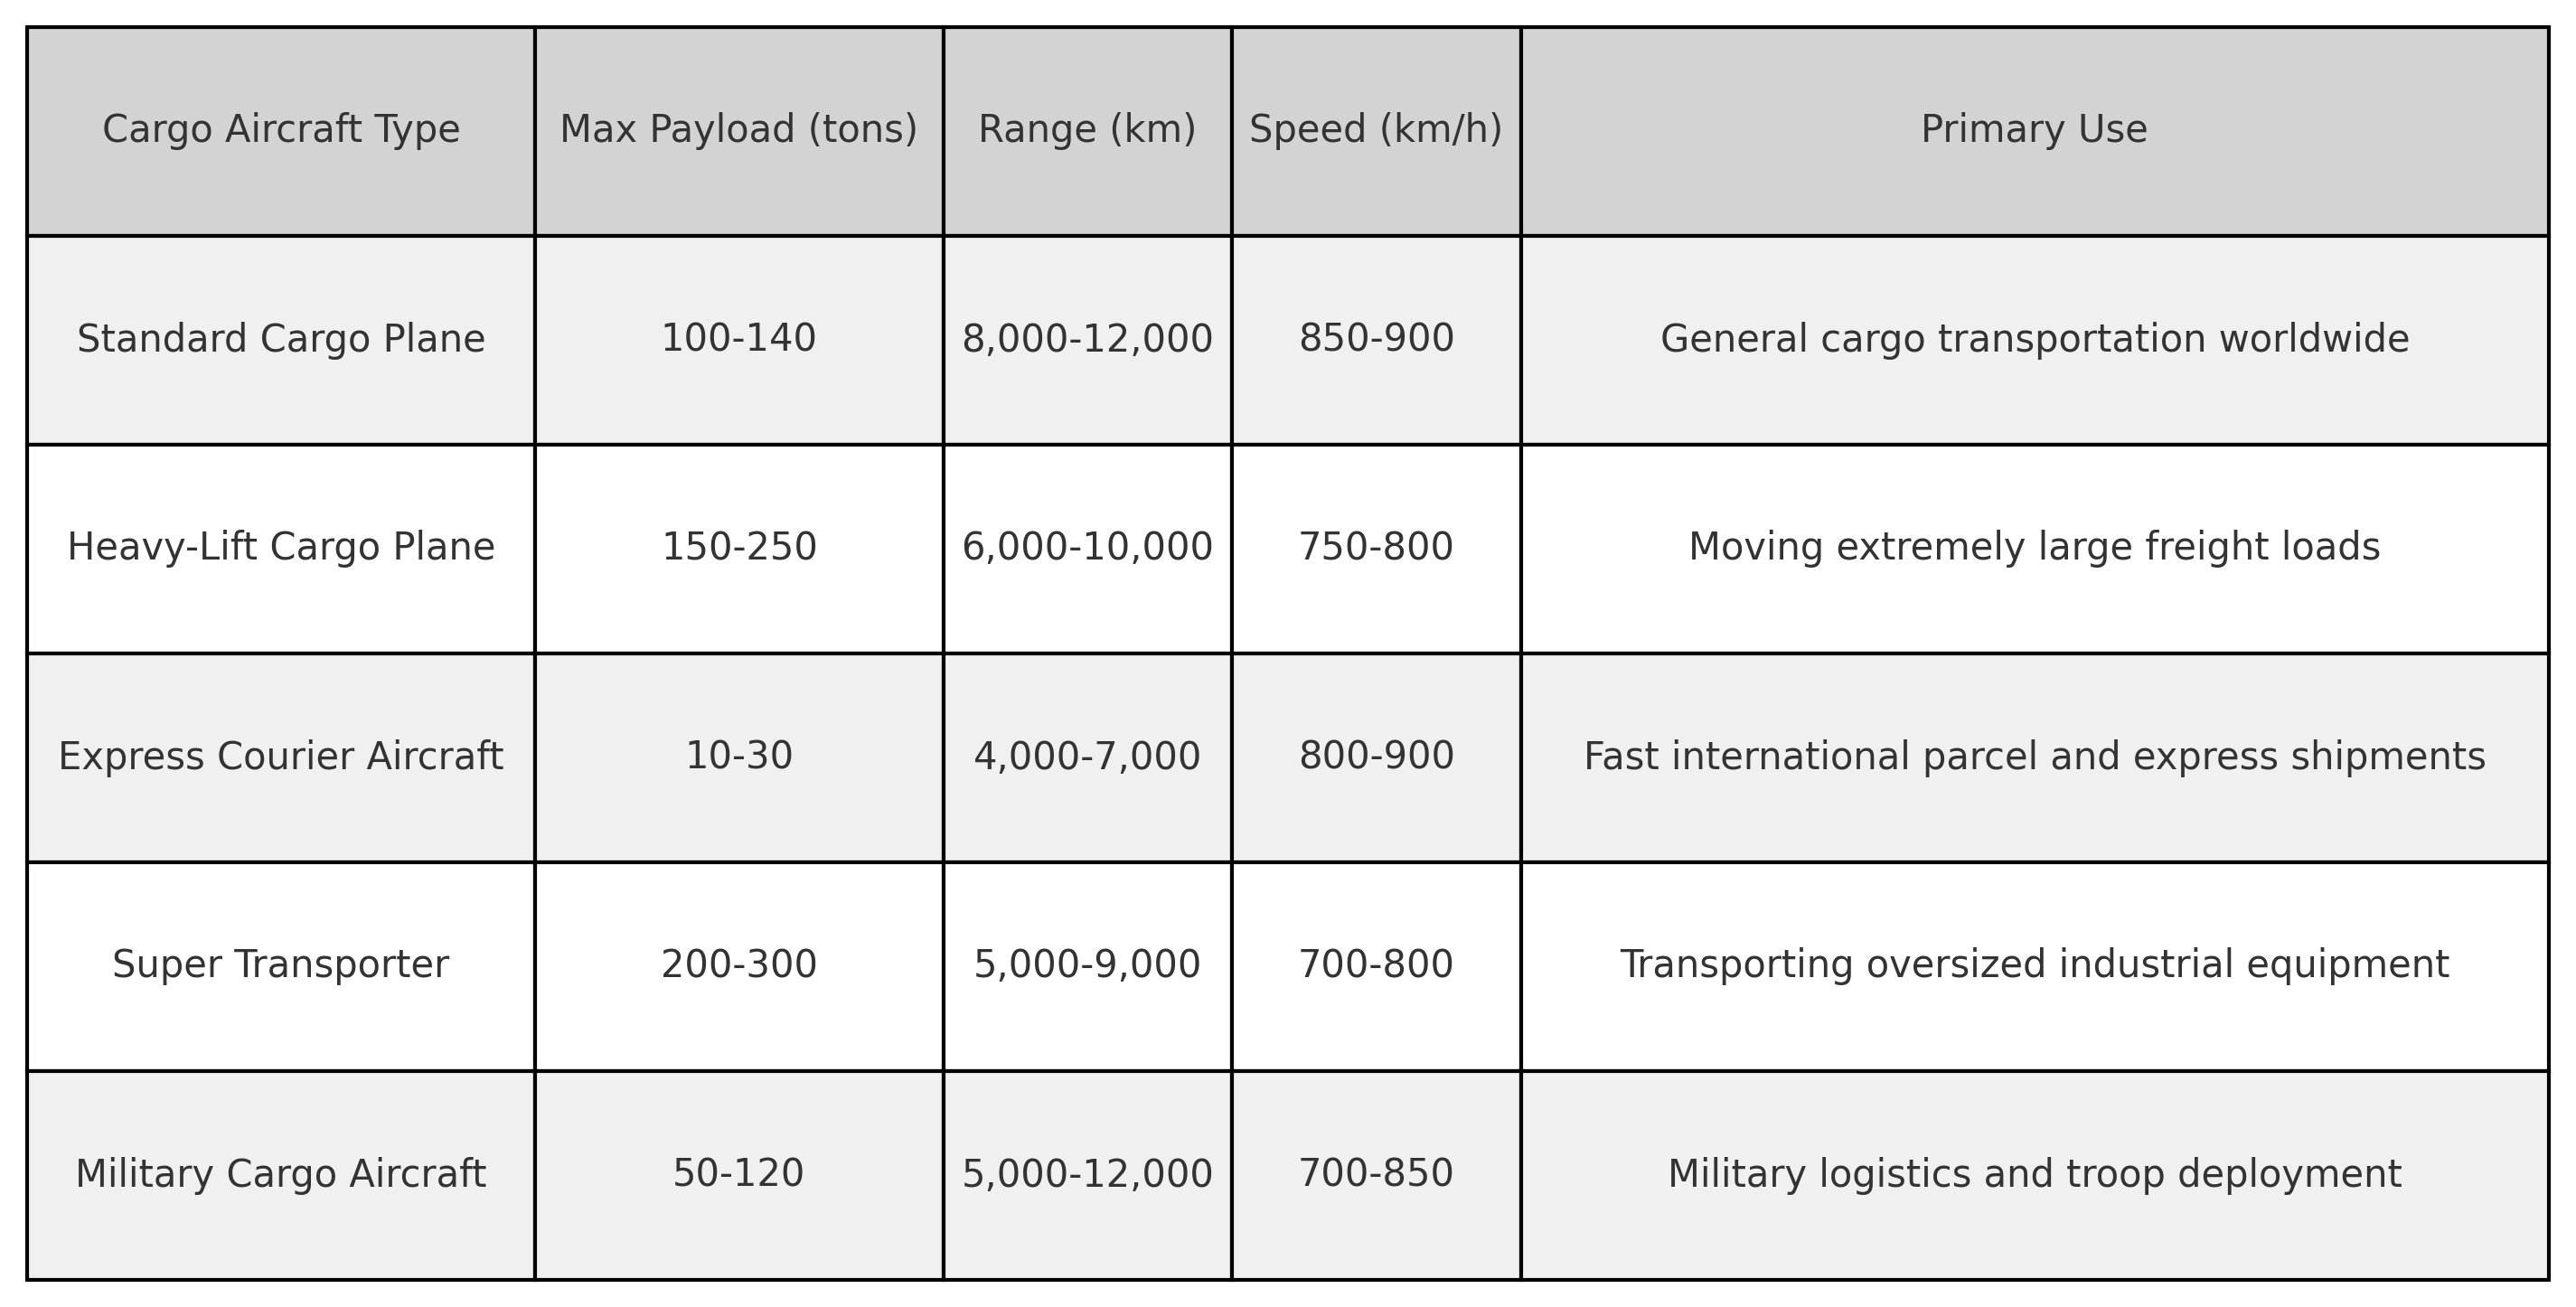 Cargo Aircraft Type Max Payload (tons) Range (km) Speed (km/h) Primary Use
Standard Cargo Plane 100-140 8,000-12,000 850-900 General cargo transportation worldwide
Heavy-Lift Cargo Plane 150-250 6,000-10,000 750-800 Moving extremely large freight loads
Express Courier Aircraft 10-30 4,000-7,000 800-900 Fast international parcel and express shipments
Super Transporter 200-300 5,000-9,000 700-800 Transporting oversized industrial equipment
Military Cargo Aircraft 50-120 5,000-12,000 700-850 Military logistics and troop deployment